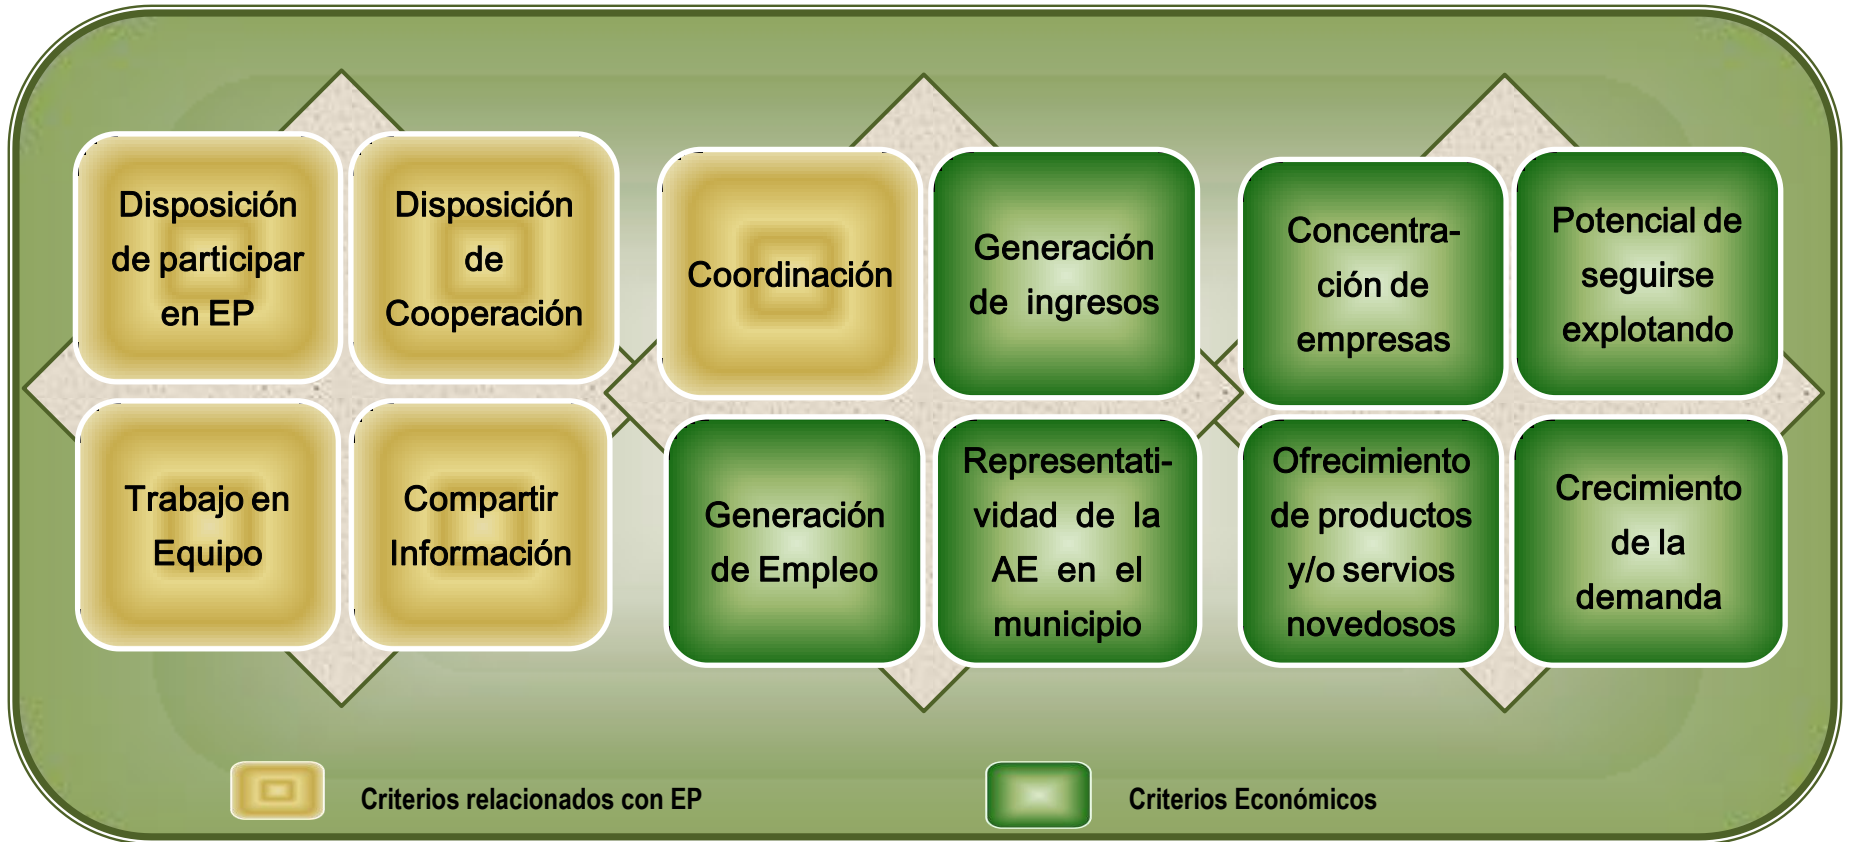 Disposición
de participar
en EP
Disposición
de
Cooperación
Trabajo en
Equipo
Compartir
Información
Coordinación
Generación
de ingresos
Generación
de Empleo
Representati-
vidad de la
AE en el
municipio
Concentra-
ción de
empresas
Potencial de
seguirse
explotando
Ofrecimiento
de productos
y/o servios
novedosos
Crecimiento
de la
demanda
Criterios relacionados con EP
Criterios Económicos